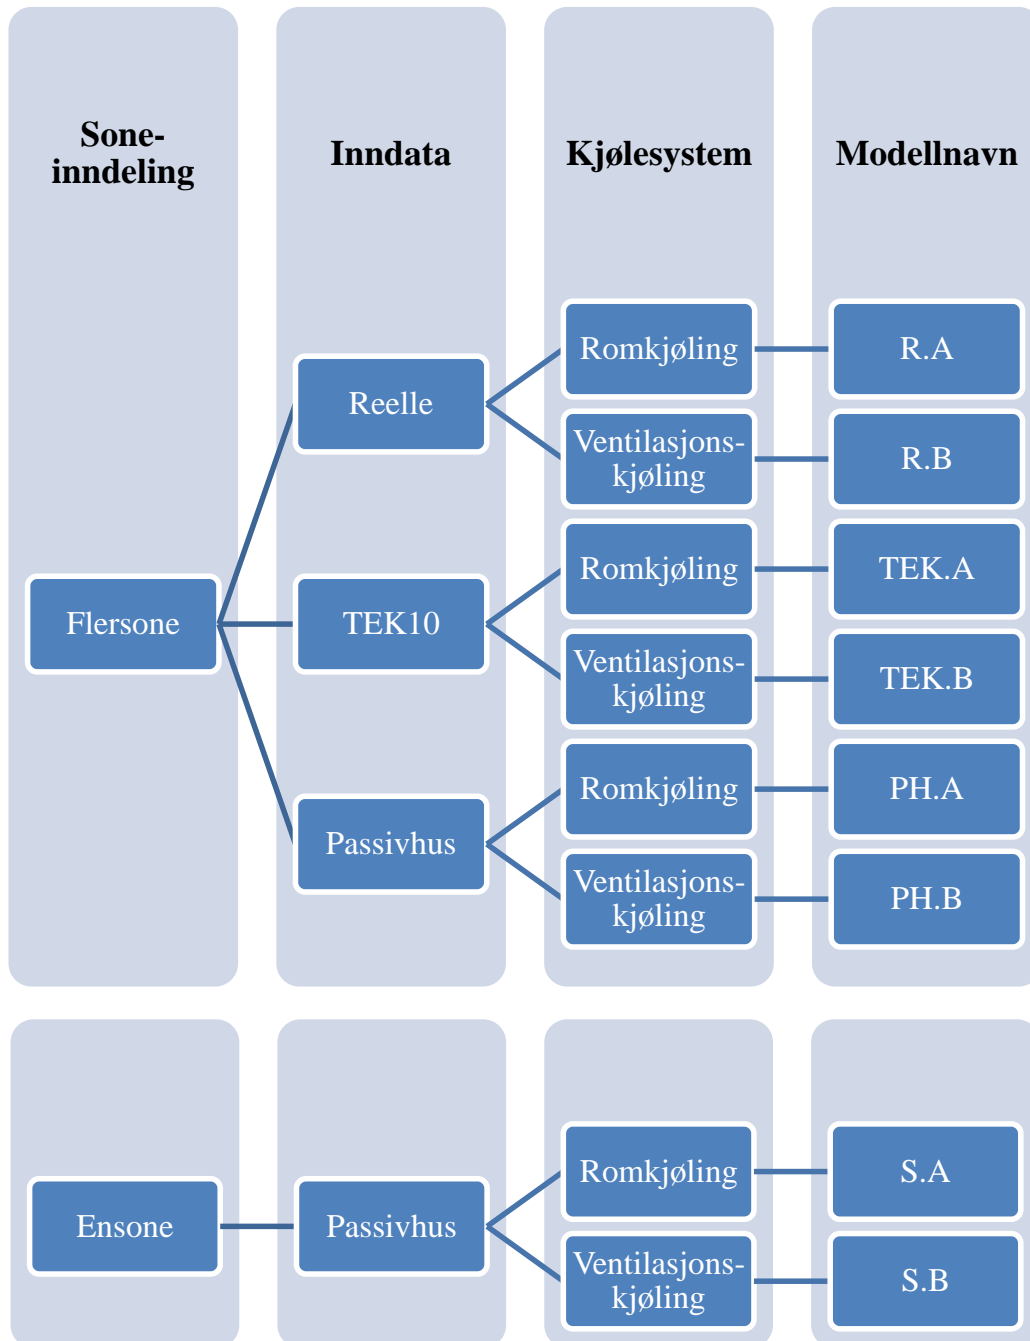 Sone-
inndeling
Inndata
Kjølesystem
Modellnavn
Flersone
Reelle
Romkjøling
R.A
Ventilasjons-
kjøling
R.B
TEK10
Romkjøling
TEK.A
Ventilasjons-
kjøling
TEK.B
Passivhus
Romkjøling
PH.A
Ventilasjons-
kjøling
PH.B
Ensone
Passivhus
Romkjøling
S.A
Ventilasjons-
kjøling
S.B